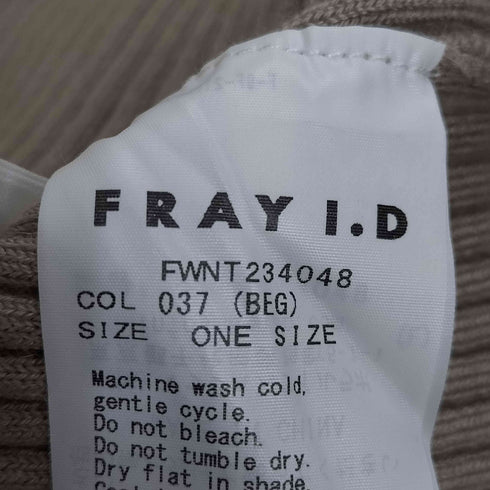 FRAY I.D
FWNT234048
COL 037 (BEG)
SIZE ONE SIZE
Machine wash cold,
gentle cycle.
Do not bleach.
Do not tumble dry.
Dry flat in shade.